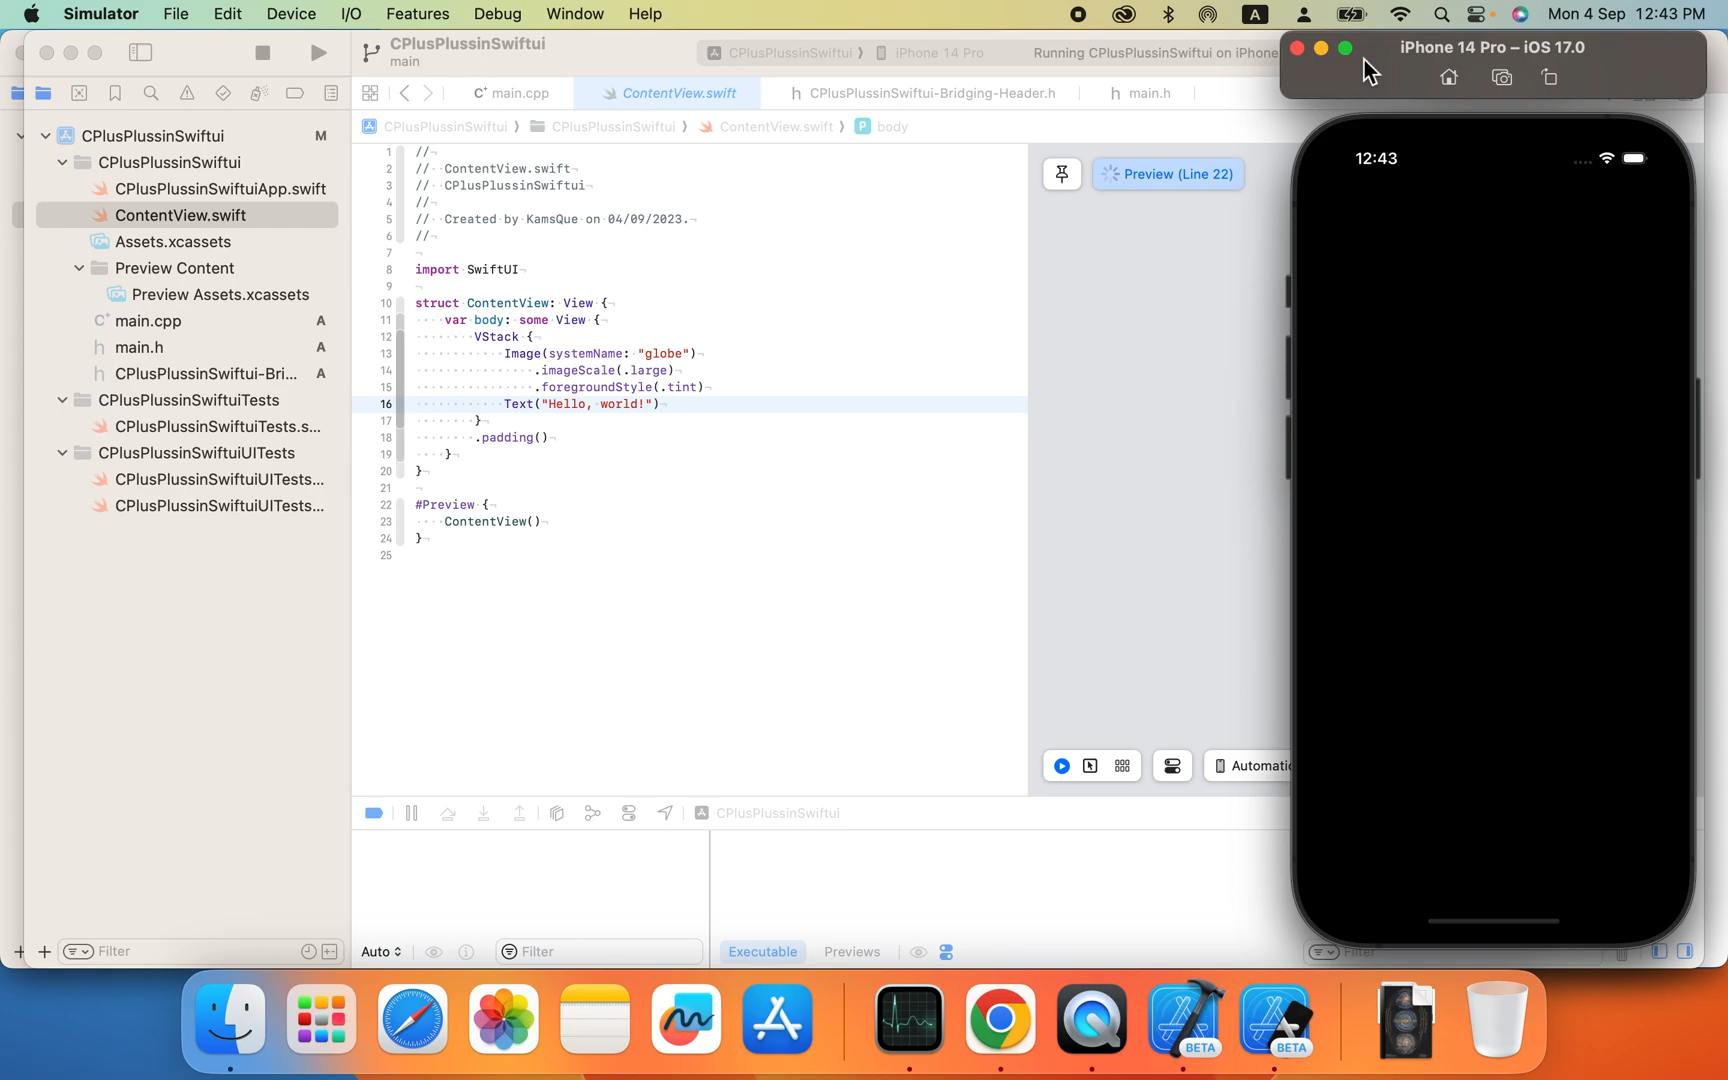 Simulator File Edit Device I/O Features Debug Window Help A Mon 4 Sep 12:43 PM
CPlusPlussinSwiftui
main
CPlusPlussinSwiftui ⟩ iPhone 14 Pro
Running CPlusPlussinSwiftui on iPhone
iPhone 14 Pro – iOS 17.0
C+ main.cpp ContentView.swift h CPlusPlussinSwiftui-Bridging-Header.h h main.h
CPlusPlussinSwiftui ⟩ CPlusPlussinSwiftui ⟩ ContentView.swift ⟩ P body
CPlusPlussinSwiftui M
CPlusPlussinSwiftui
CPlusPlussinSwiftuiApp.swift
ContentView.swift
Assets.xcassets
Preview Content
Preview Assets.xcassets
C+ main.cpp A
h main.h A
h CPlusPlussinSwiftui-Bri... A
CPlusPlussinSwiftuiTests
CPlusPlussinSwiftuiTests.s...
CPlusPlussinSwiftuiUITests
CPlusPlussinSwiftuiUITests...
CPlusPlussinSwiftuiUITests...
1 //
2 // ContentView.swift
3 // CPlusPlussinSwiftui
4 //
5 // Created by KamsQue on 04/09/2023.
6 //
7
8 import SwiftUI
9
10 struct ContentView: View {
11 var body: some View {
12 VStack {
13 Image(systemName: "globe")
14 .imageScale(.large)
15 .foregroundStyle(.tint)
16 Text("Hello, world!")
17 }
18 .padding()
19 }
20 }
21
22 #Preview {
23 ContentView()
24 }
25
Preview (Line 22)
12:43
Automatic
CPlusPlussinSwiftui
Filter
Auto
Filter
Executable Previews
Filter
BETA
BETA